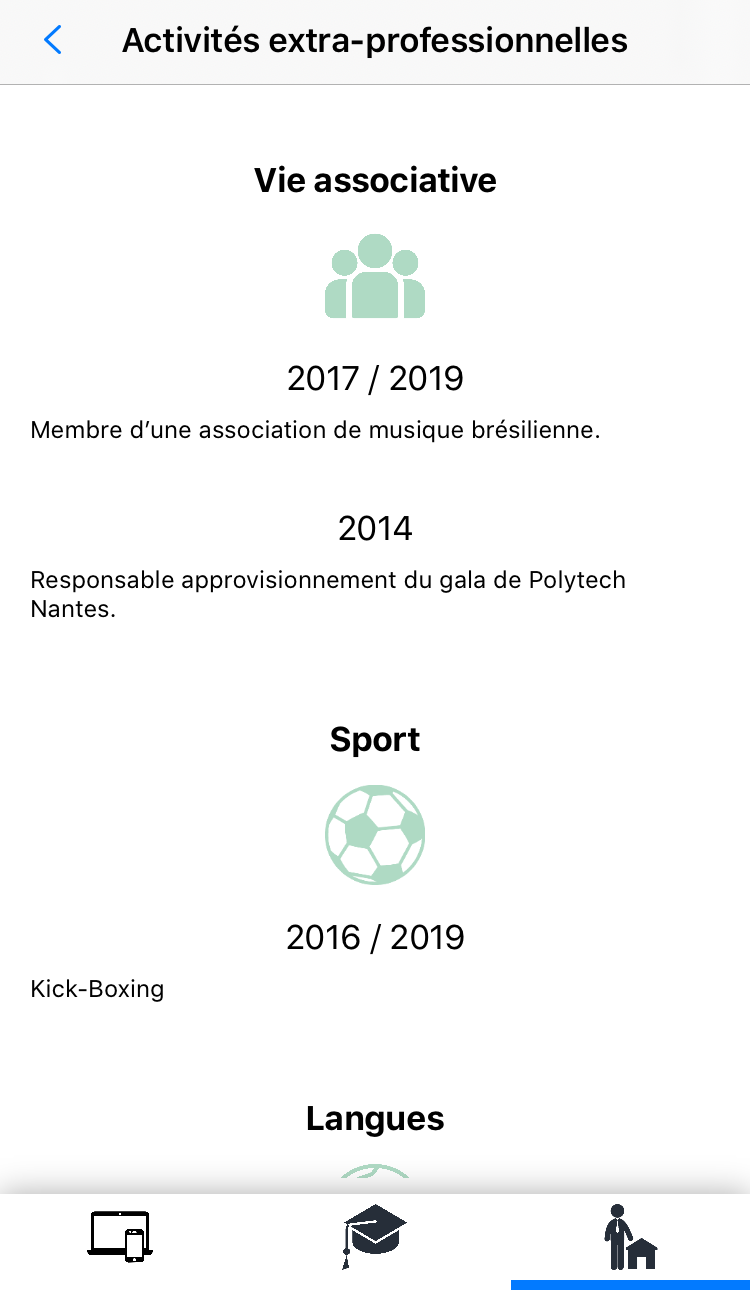 Activités extra-professionnelles
Vie associative
2017 / 2019
Membre d’une association de musique brésilienne.
2014
Responsable approvisionnement du gala de Polytech
Nantes.
Sport
2016 / 2019
Kick-Boxing
Langues